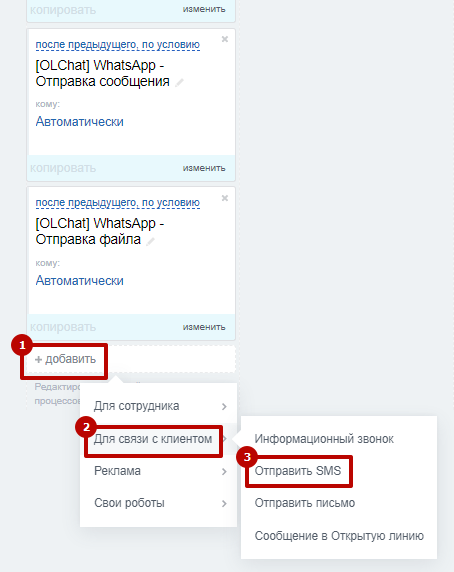 копировать изменить
после предыдущего, по условию
[OLChat] WhatsApp -
Отправка сообщения
кому:
Автоматически
копировать изменить
после предыдущего, по условию
[OLChat] WhatsApp -
Отправка файла
кому:
Автоматически
копировать изменить
1
+ добавить
Редактиро
процессов
Для сотрудника
2
Для связи с клиентом
Реклама
Свои роботы
Информационный звонок
3
Отправить SMS
Отправить письмо
Сообщение в Открытую линию